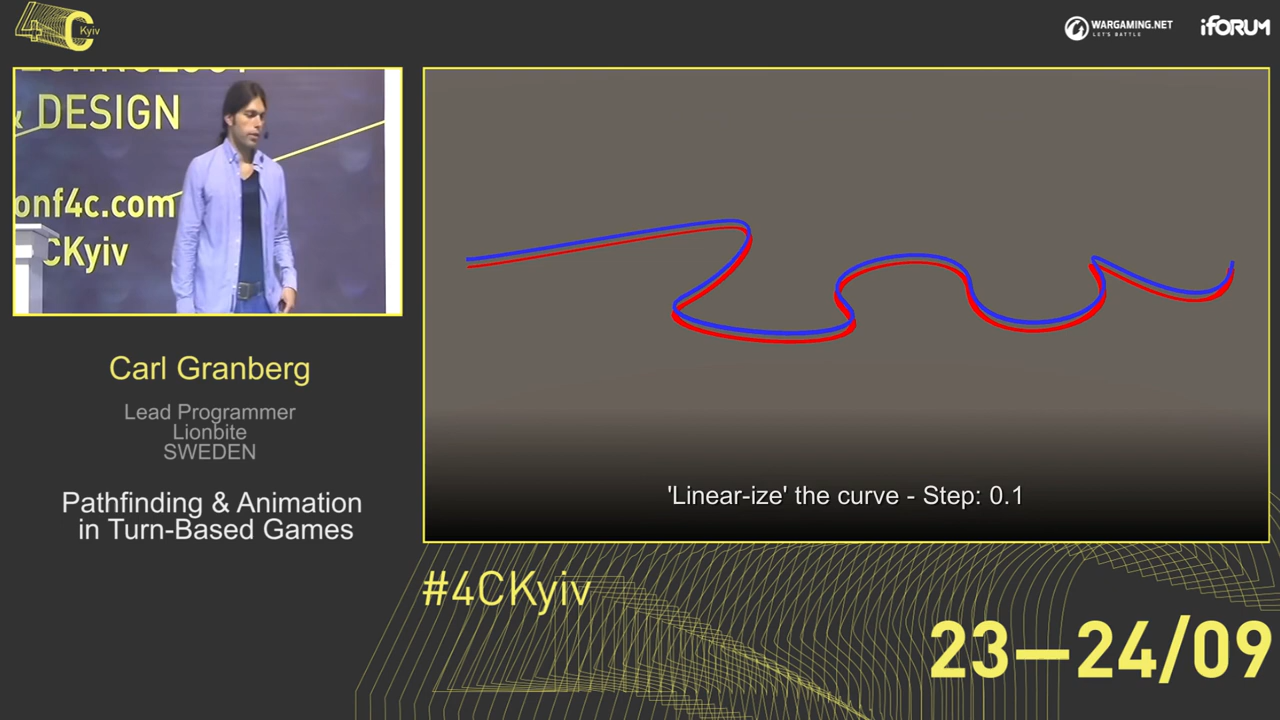 4C Kyiv
WARGAMING.NET
LET'S BATTLE
iFORUM
& DESIGN
onf4c.com
CKyiv
Carl Granberg
Lead Programmer
Lionbite
SWEDEN
Pathfinding & Animation
in Turn-Based Games
'Linear-ize' the curve - Step: 0.1
#4CKyiv
23—24/09